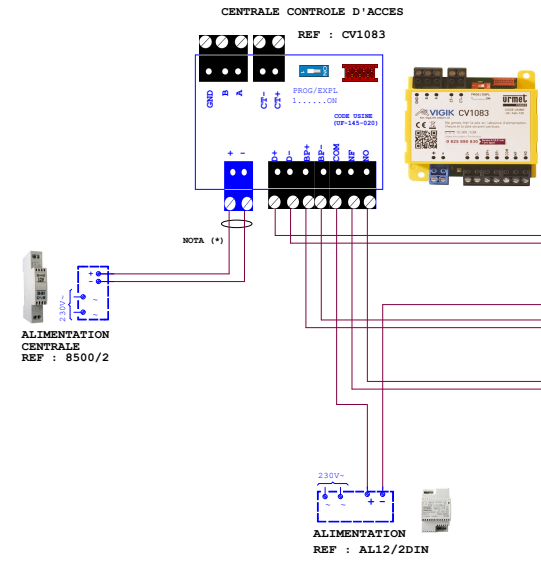 CENTRALE CONTROLE D'ACCES
REF : CV1083
GND
B
A
CT-
CT+
PROG/EXPL
1......ON
CODE USINE
(UF-145-020)
+
-
D+
D-
BP+
BP-
COM
NF
NO
urmet
VIGIK CV1083
NOTA (*)
+
-
230V~
~
~
ALIMENTATION
CENTRALE
REF : 8500/2
230V~
~
~
+
-
ALIMENTATION
REF : AL12/2DIN